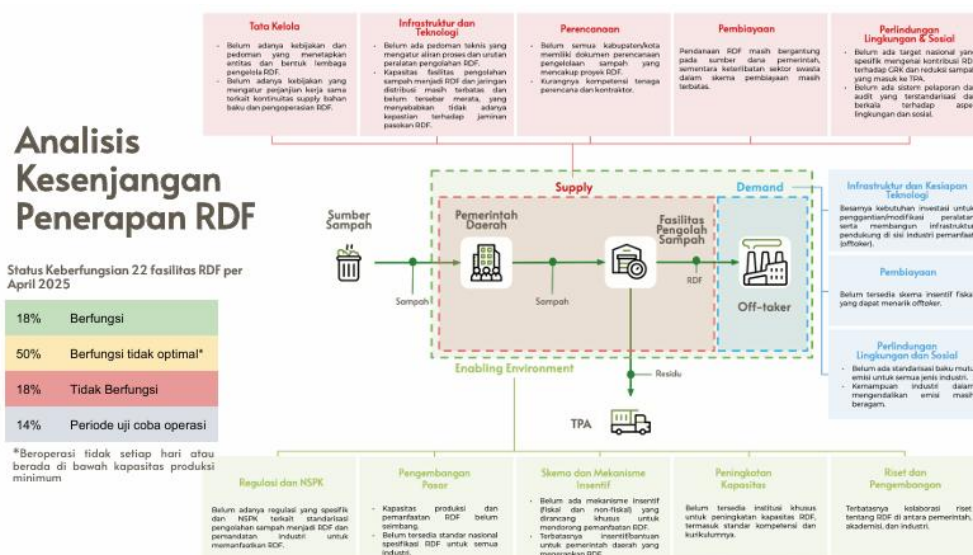 Analisis
Kesenjangan
Penerapan RDF
Status Keberfungsian 22 fasilitas RDF per
April 2025
18% Berfungsi
50% Berfungsi tidak optimal*
18% Tidak Berfungsi
14% Periode uji coba operasi
*Beroperasi tidak setiap hari atau
berada di bawah kapasitas produksi
minimum
Tata Kelola
- Belum adanya kebijakan dan
pedoman yang menetapkan
entitas dan bentuk lembaga
pengelola RDF.
- Belum adanya kebijakan yang
mengatur perjanjian kerja sama
terkait kontinuitas supply bahan
baku dan pengoperasian RDF.
Infrastruktur dan
Teknologi
- Belum ada pedoman teknis yang
mengatur aliran proses dan urutan
peralatan pengolahan RDF.
- Kapasitas fasilitas pengolahan
sampah menjadi RDF dan jaringan
distribusi masih terbatas dan
belum tersebar merata, yang
menyebabkan tidak adanya
kepastian terhadap jaminan
pasokan RDF.
Perencanaan
- Belum semua kabupaten/kota
memiliki dokumen perencanaan
pengelolaan sampah yang
mencakup proyek RDF.
- Kurangnya kompetensi tenaga
perencana dan kontraktor.
Pembiayaan
Pendanaan RDF masih bergantung
pada sumber dana pemerintah,
sementara keterlibatan sektor swasta
dalam skema pembiayaan masih
terbatas.
Perlindungan
Lingkungan & Sosial
- Belum ada target nasional yan
spesifik mengenai kontribusi RD
terhadap GRK dan reduksi sampa
yang masuk ke TPA.
- Belum ada sistem pelaporan da
audit yang terstandarisasi da
berkala terhadap aspe
lingkungan dan sosial.
Supply
Demand
Sumber
Sampah
Pemerintah
Daerah
Fasilitas
Pengolah
Sampah
Sampah
Sampah
RDF
Off-taker
Enabling Environment
Residu
TPA
Infrastruktur dan Kesiapan
Teknologi
Besarnya kebutuhan investasi untuk
penggantian/modifikasi peralatan
serta membangun infrastruktur
pendukung di sisi industri pemanfaat
(offtoker).
Pembiayaan
Belum tersedia skema insentif fiska
yang dapat menarik offtoker.
Perlindungan
Lingkungan dan Sosial
- Belum ada standarisasi baku mutu
emisi untuk semua jenis industri.
- Kemampuan industri dalam
mengendalikan emisi masih
beragam.
Regulasi dan NSPK
Belum adanya regulasi yang spesifik
dan NSPK terkait standarisasi
pengolahan sampah menjadi RDF dan
pemandatan industri untuk
memanfaatkan RDF.
Pengembangan
Pasar
- Kapasitas produksi dan
pemanfaatan RDF belum
seimbang.
- Belum tersedia standar nasional
spesifikasi RDF untuk semua
industri.
Skema dan Mekanisme
Insentif
- Belum ada mekanisme insentif
(fiskal dan non-fiskal) yang
dirancang khusus untuk
mendorong pemanfaatan RDF.
- Terbatasnya insentif/bantuan
untuk pemerintah daerah yang
menerapkan RDF.
Peningkatan
Kapasitas
Belum tersedia institusi khusus
untuk peningkatan kapasitas RDF,
termasuk standar kompetensi dan
kurikulumnya.
Riset dan
Pengembangan
Terbatasnya kolaborasi riset
tentang RDF di antara pemerintah,
akademisi, dan industri.